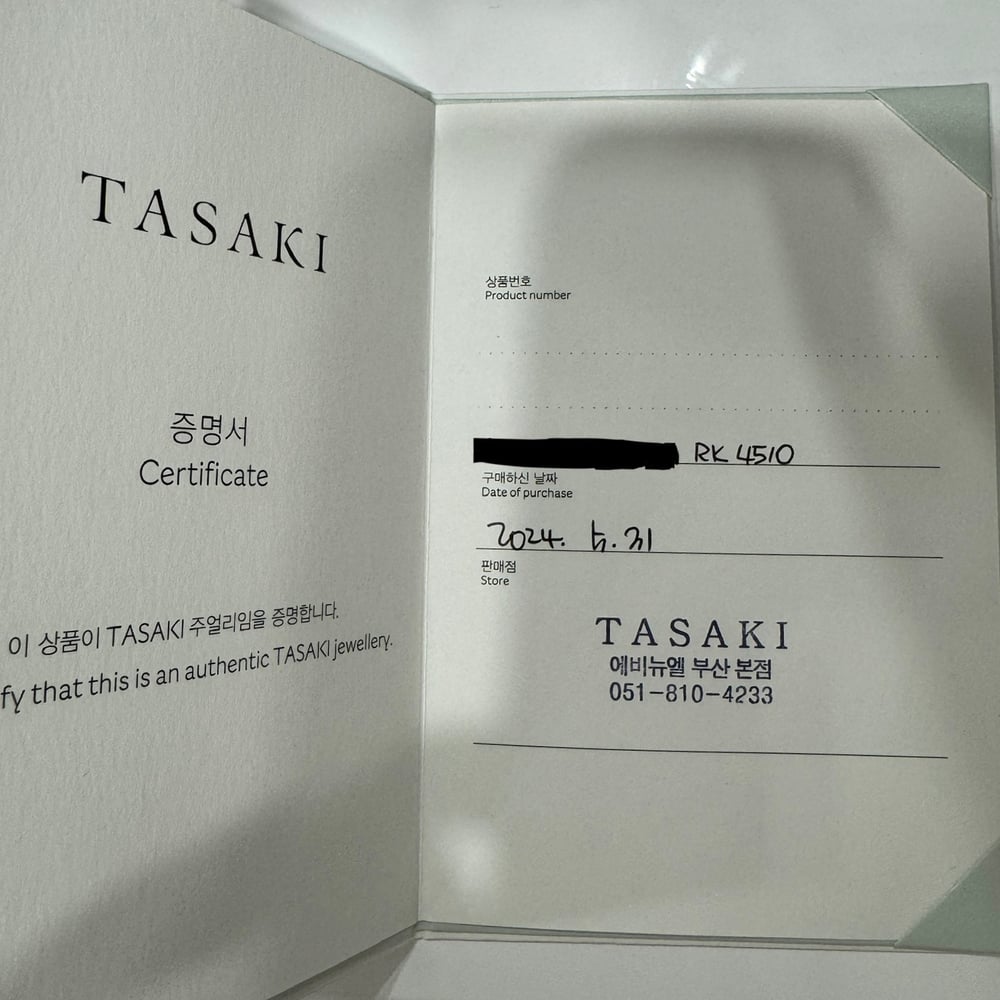 TASAKI
증명서
Certificate
이 상품이 TASAKI 주얼리임을 증명합니다.
fy that this is an authentic TASAKI jewellery.
상품번호
Product number
RK 4510
구매하신 날짜
Date of purchase
2024. 5. 31
판매점
Store
TASAKI
에비뉴엘 부산 본점
051-810-4233